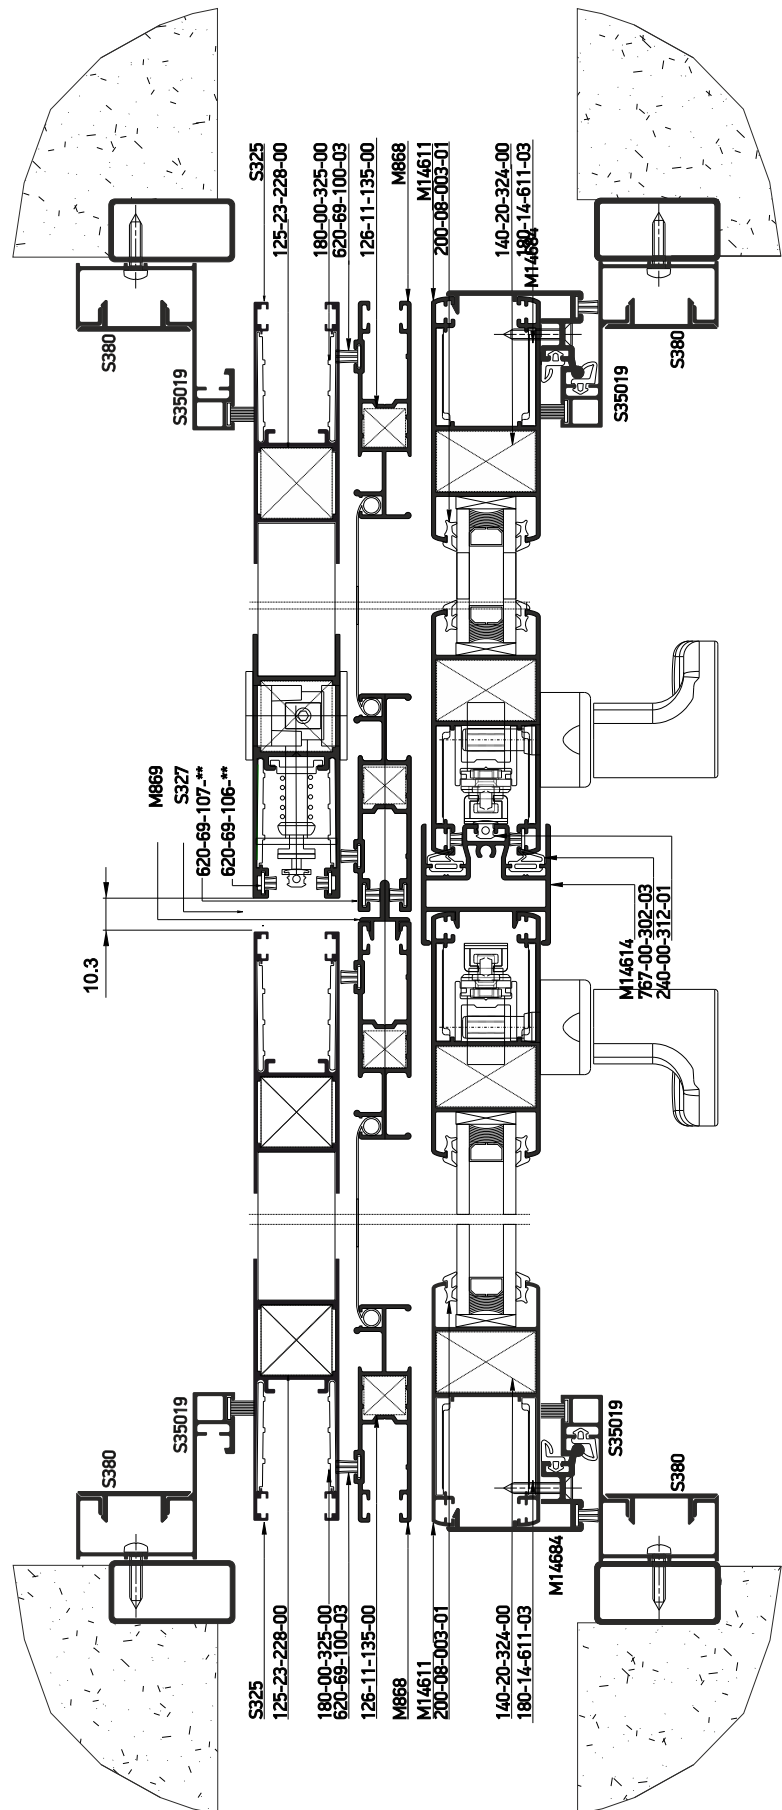 S325
125-23-228-00
180-00-325-00
620-69-100-03
126-11-135-00
M868
M14611
200-08-003-01
140-20-324-00
180-14-611-03
M14684
S380
S35019
S380
S35019
M869
S327
620-69-107-**
620-69-106-**
10.3
M14614
767-00-302-03
240-00-312-01
S35019
S380
S35019
S380
M14684
S325
125-23-228-00
180-00-325-00
620-69-100-03
126-11-135-00
M868
M14611
200-08-003-01
140-20-324-00
180-14-611-03